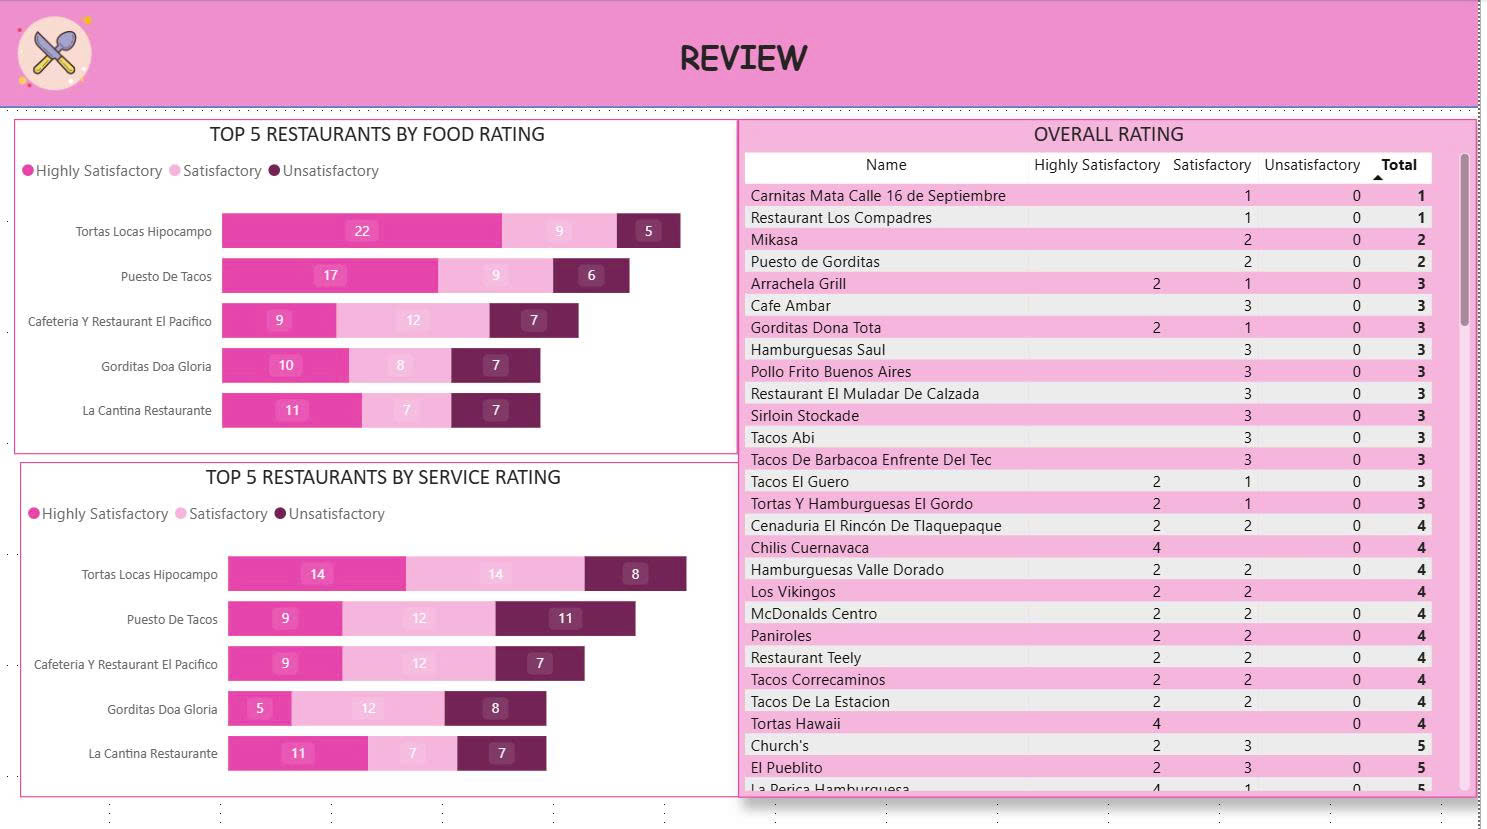 REVIEW
TOP 5 RESTAURANTS BY FOOD RATING
Highly Satisfactory Satisfactory Unsatisfactory
Tortas Locas Hipocampo 22 9 5
Puesto De Tacos 17 9 6
Cafeteria Y Restaurant El Pacifico 9 12 7
Gorditas Doa Gloria 10 8 7
La Cantina Restaurante 11 7 7
TOP 5 RESTAURANTS BY SERVICE RATING
Highly Satisfactory Satisfactory Unsatisfactory
Tortas Locas Hipocampo 14 14 8
Puesto De Tacos 9 12 11
Cafeteria Y Restaurant El Pacifico 9 12 7
Gorditas Doa Gloria 5 12 8
La Cantina Restaurante 11 7 7
OVERALL RATING
Name Highly Satisfactory Satisfactory Unsatisfactory Total
Carnitas Mata Calle 16 de Septiembre 1 0 1
Restaurant Los Compadres 1 0 1
Mikasa 2 0 2
Puesto de Gorditas 2 0 2
Arrachela Grill 2 1 0 3
Cafe Ambar 3 0 3
Gorditas Dona Tota 2 1 0 3
Hamburguesas Saul 3 0 3
Pollo Frito Buenos Aires 3 0 3
Restaurant El Muladar De Calzada 3 0 3
Sirloin Stockade 3 0 3
Tacos Abi 3 0 3
Tacos De Barbacoa Enfrente Del Tec 3 0 3
Tacos El Guero 2 1 0 3
Tortas Y Hamburguesas El Gordo 2 1 0 3
Cenaduria El Rincón De Tlaquepaque 2 2 0 4
Chilis Cuernavaca 4 0 4
Hamburguesas Valle Dorado 2 2 0 4
Los Vikingos 2 2 4
McDonalds Centro 2 2 0 4
Paniroles 2 2 0 4
Restaurant Teely 2 2 0 4
Tacos Correcaminos 2 2 0 4
Tacos De La Estacion 2 2 0 4
Tortas Hawaii 4 0 4
Church's 2 3 5
El Pueblito 2 3 0 5
La Perica Hamburguesa 4 1 0 5